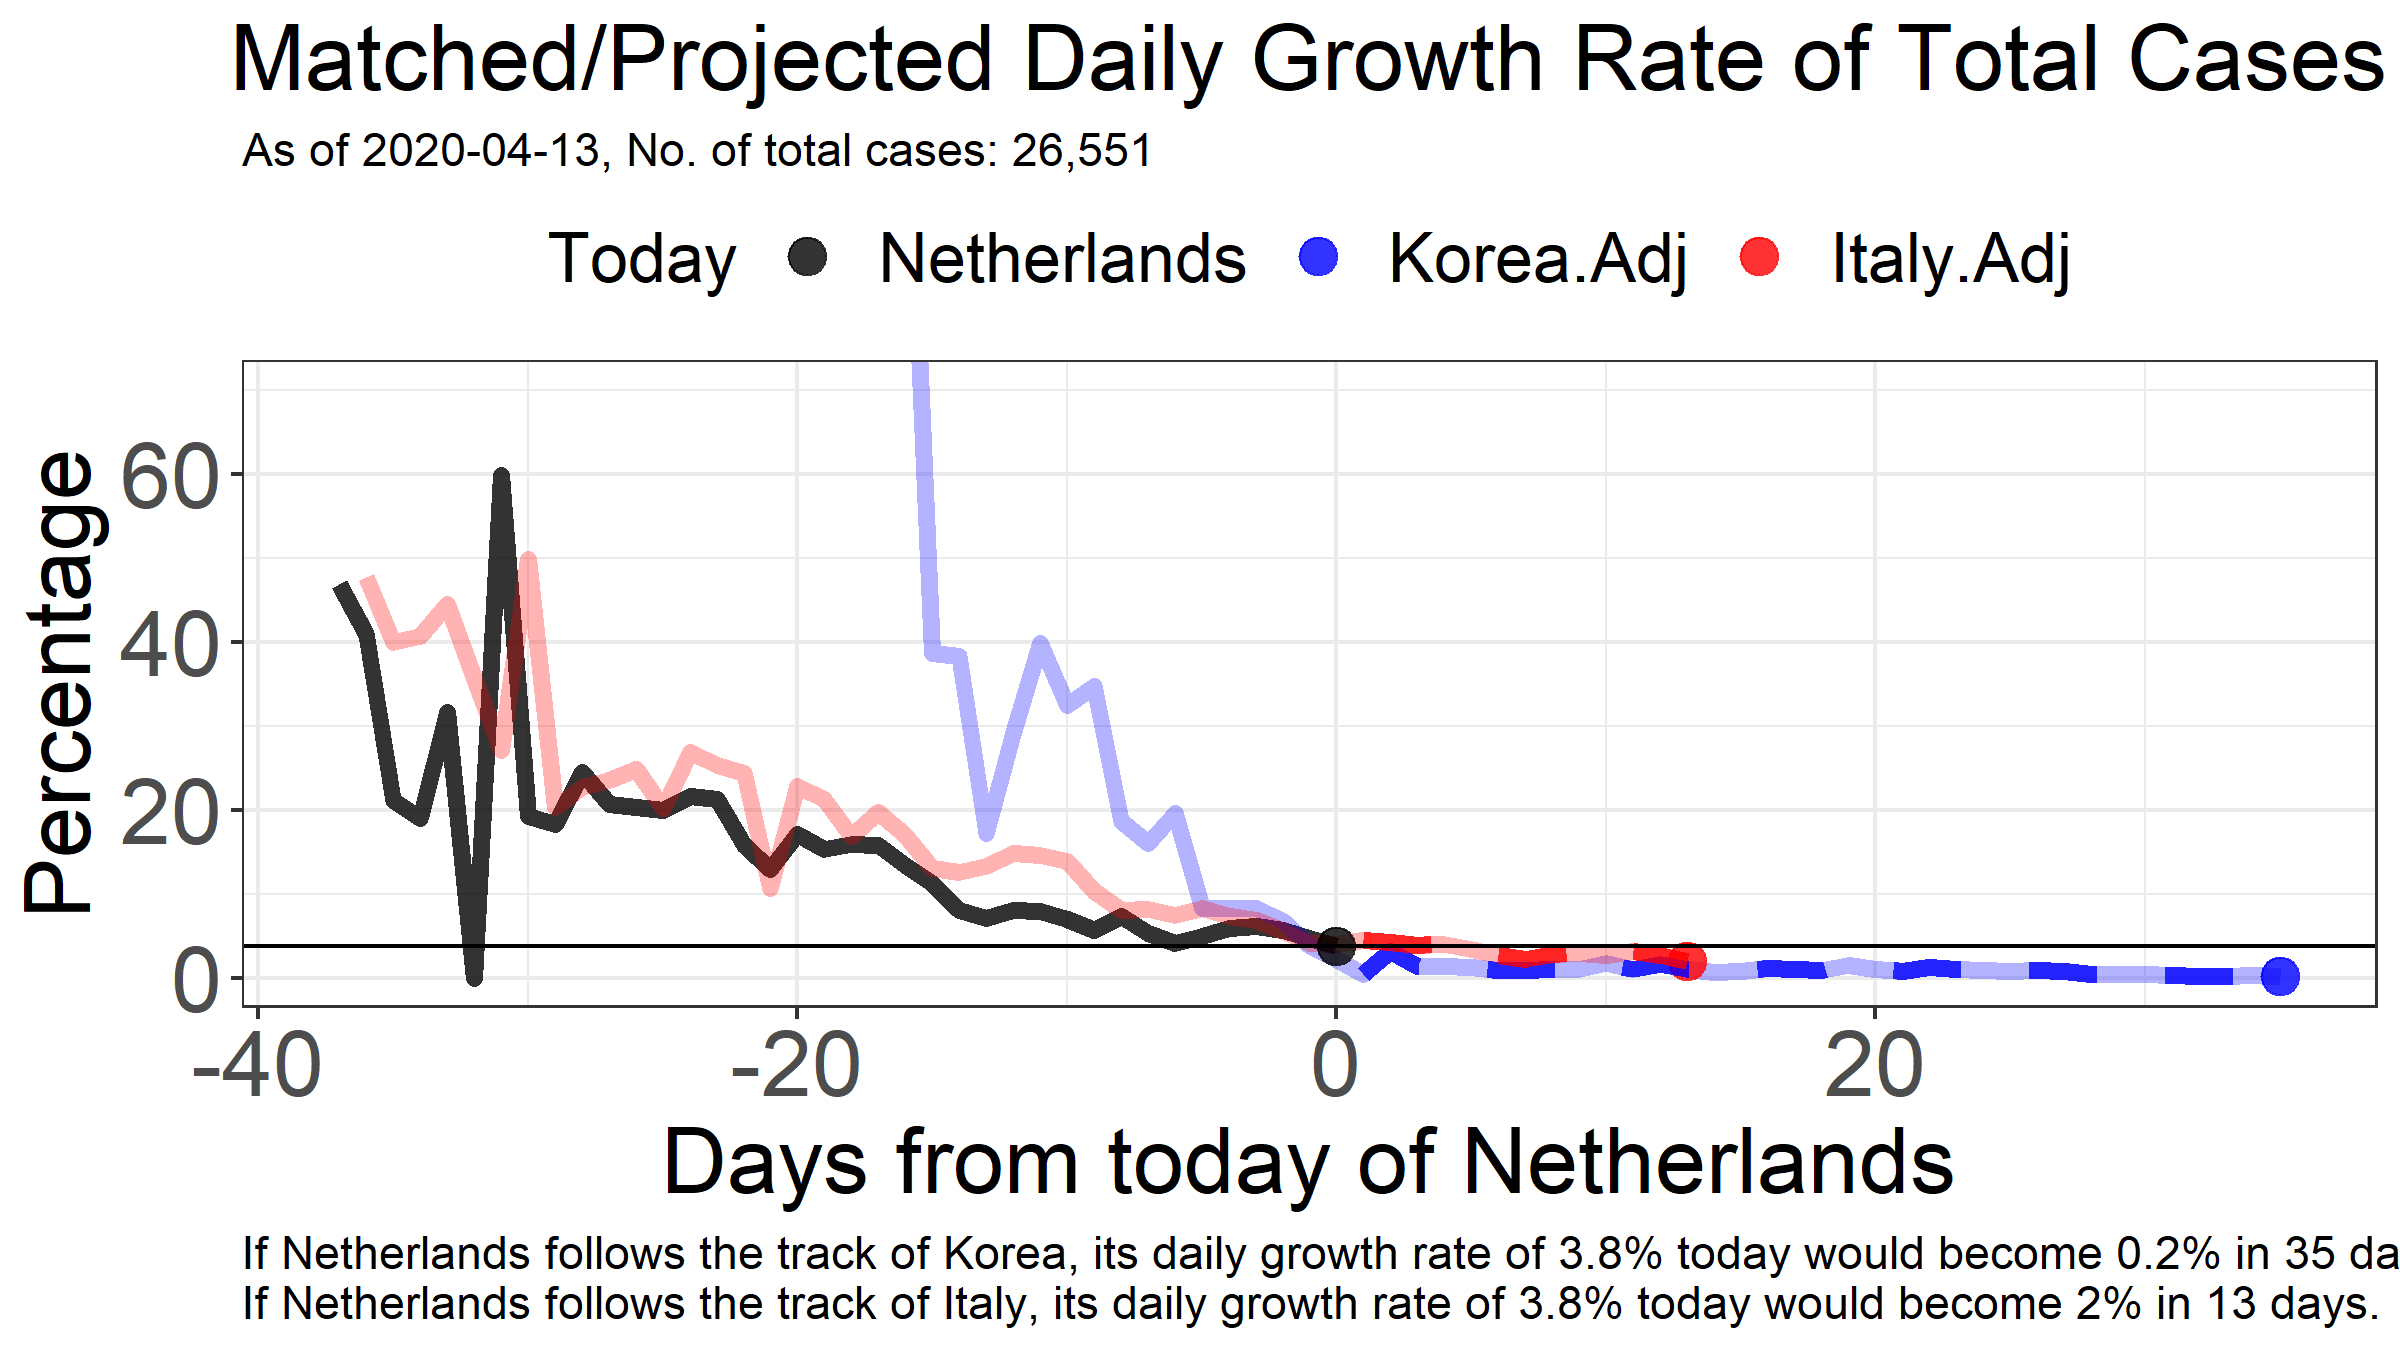 Matched/Projected Daily Growth Rate of Total Cases
As of 2020-04-13, No. of total cases: 26,551
Today Netherlands Korea.Adj Italy.Adj
Percentage
60
40
20
0
-40 -20 0 20
Days from today of Netherlands
If Netherlands follows the track of Korea, its daily growth rate of 3.8% today would become 0.2% in 35 da
If Netherlands follows the track of Italy, its daily growth rate of 3.8% today would become 2% in 13 days.